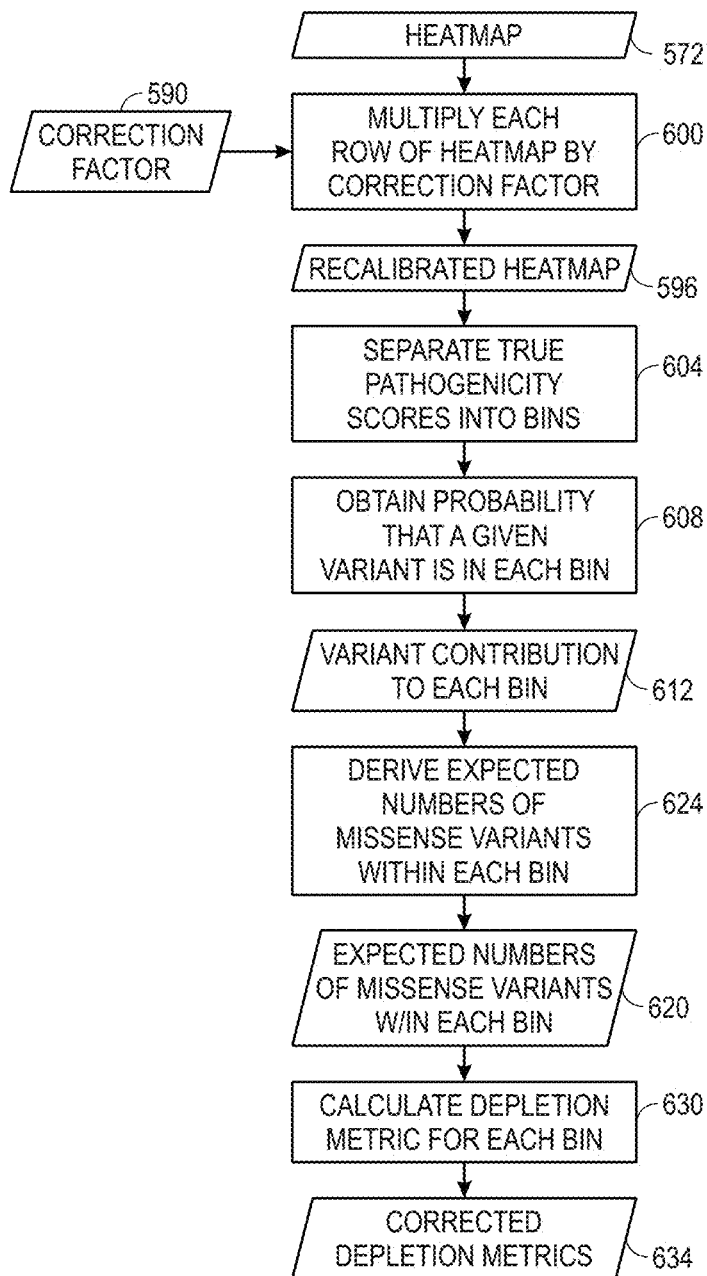 HEATMAP
572
590
CORRECTION
FACTOR
MULTIPLY EACH
ROW OF HEATMAP BY
CORRECTION FACTOR
600
RECALIBRATED HEATMAP
596
SEPARATE TRUE
PATHOGENICITY
SCORES INTO BINS
604
OBTAIN PROBABILITY
THAT A GIVEN
VARIANT IS IN EACH BIN
608
VARIANT CONTRIBUTION
TO EACH BIN
612
DERIVE EXPECTED
NUMBERS OF
MISSENSE VARIANTS
WITHIN EACH BIN
624
EXPECTED NUMBERS
OF MISSENSE VARIANTS
W/IN EACH BIN
620
CALCULATE DEPLETION
METRIC FOR EACH BIN
630
CORRECTED
DEPLETION METRICS
634